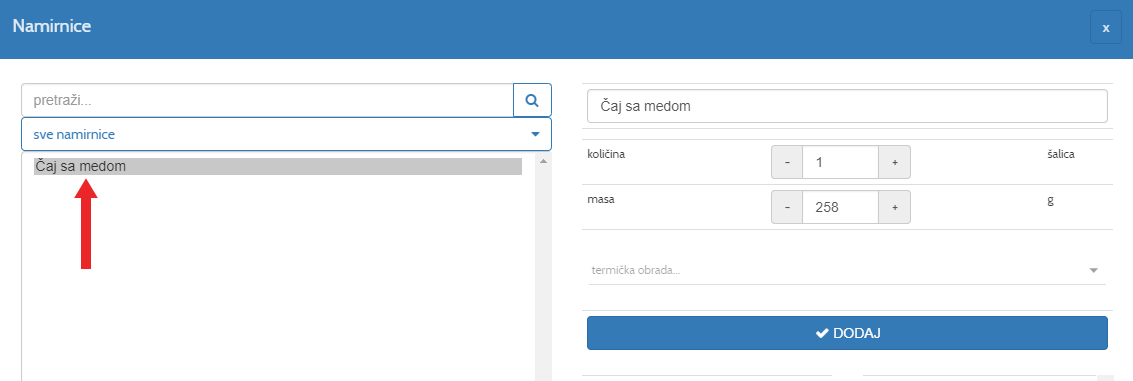 Namirnice
x
pretraži...
sve namirnice
Čaj sa medom
Čaj sa medom
količina - 1 + šalica
masa - 258 + g
termička obrada...
DODAJ